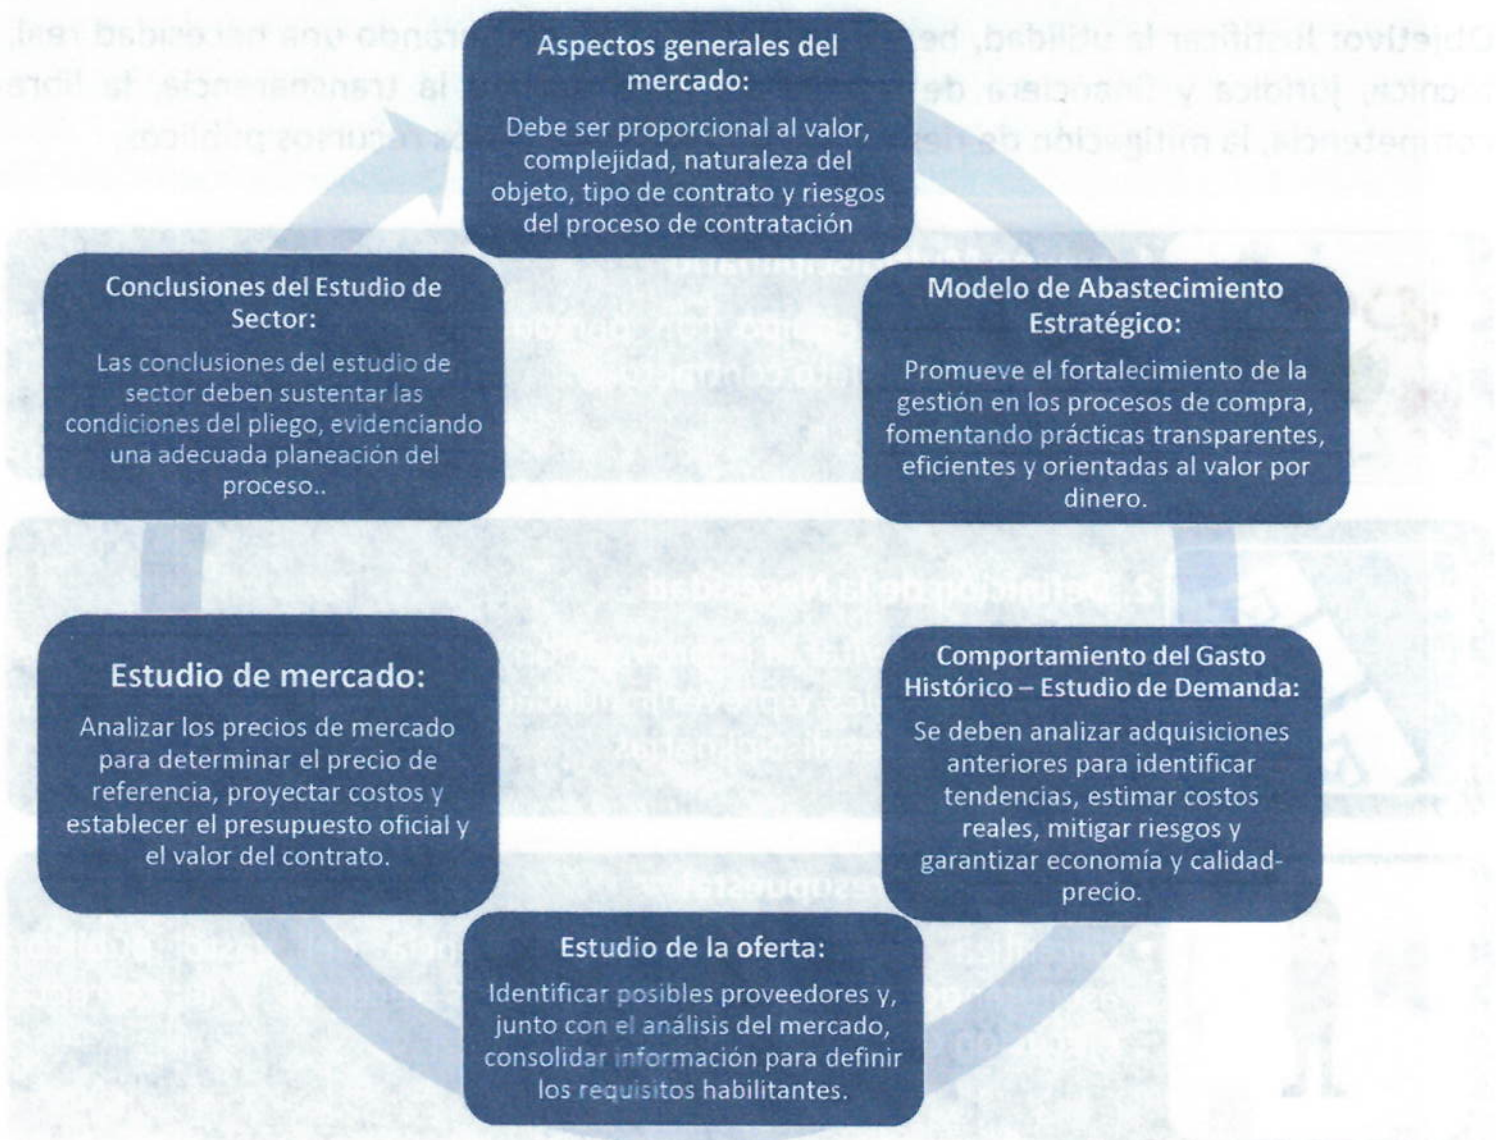 Aspectos generales del
mercado:
Debe ser proporcional al valor,
complejidad, naturaleza del
objeto, tipo de contrato y riesgos
del proceso de contratación
Modelo de Abastecimiento
Estratégico:
Promueve el fortalecimiento de la
gestión en los procesos de compra,
fomentando prácticas transparentes,
eficientes y orientadas al valor por
dinero.
Comportamiento del Gasto
Histórico – Estudio de Demanda:
Se deben analizar adquisiciones
anteriores para identificar
tendencias, estimar costos
reales, mitigar riesgos y
garantizar economía y calidad-
precio.
Estudio de la oferta:
Identificar posibles proveedores y,
junto con el análisis del mercado,
consolidar información para definir
los requisitos habilitantes.
Estudio de mercado:
Analizar los precios de mercado
para determinar el precio de
referencia, proyectar costos y
establecer el presupuesto oficial y
el valor del contrato.
Conclusiones del Estudio de
Sector:
Las conclusiones del estudio de
sector deben sustentar las
condiciones del pliego, evidenciando
una adecuada planeación del
proceso..